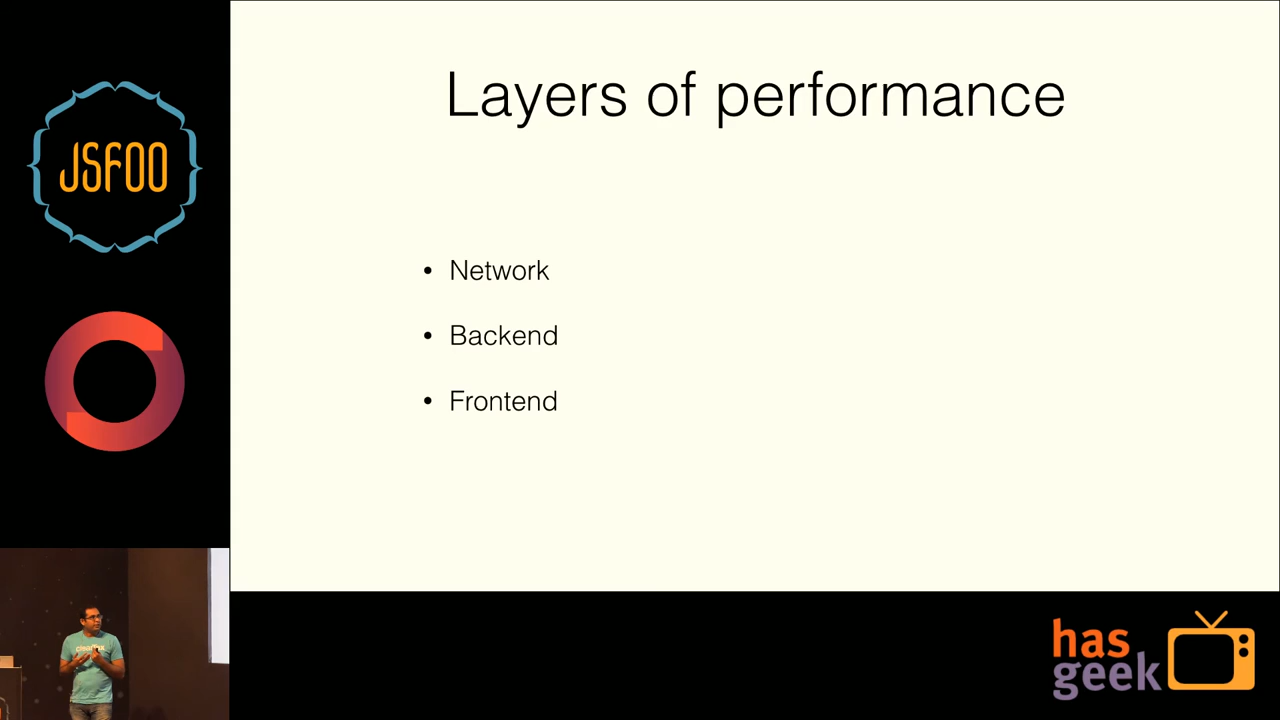 JSFOO
Layers of performance
• Network
• Backend
• Frontend
has
geek